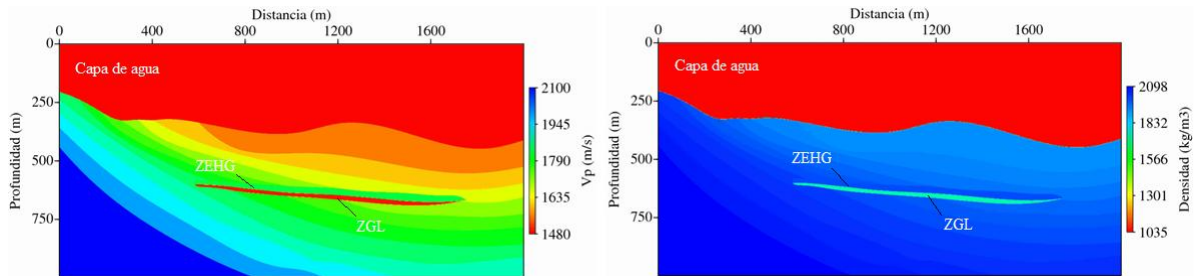 Distancia (m)
0 400 800 1200 1600
0
250
500
750
Profundidad (m)
Capa de agua
ZEHG
ZGL
2100
1945
1790
1635
1480
Vp (m/s)
Distancia (m)
0 400 800 1200 1600
0
250
500
750
Profundidad (m)
Capa de agua
ZEHG
ZGL
2098
1832
1566
1301
1035
Densidad (kg/m3)